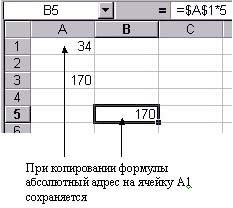 B5 = =$A$1*5
A B C
1 34
2
3 170
4
5 170
6
При копировании формулы
абсолютный адрес на ячейку A1
сохраняется